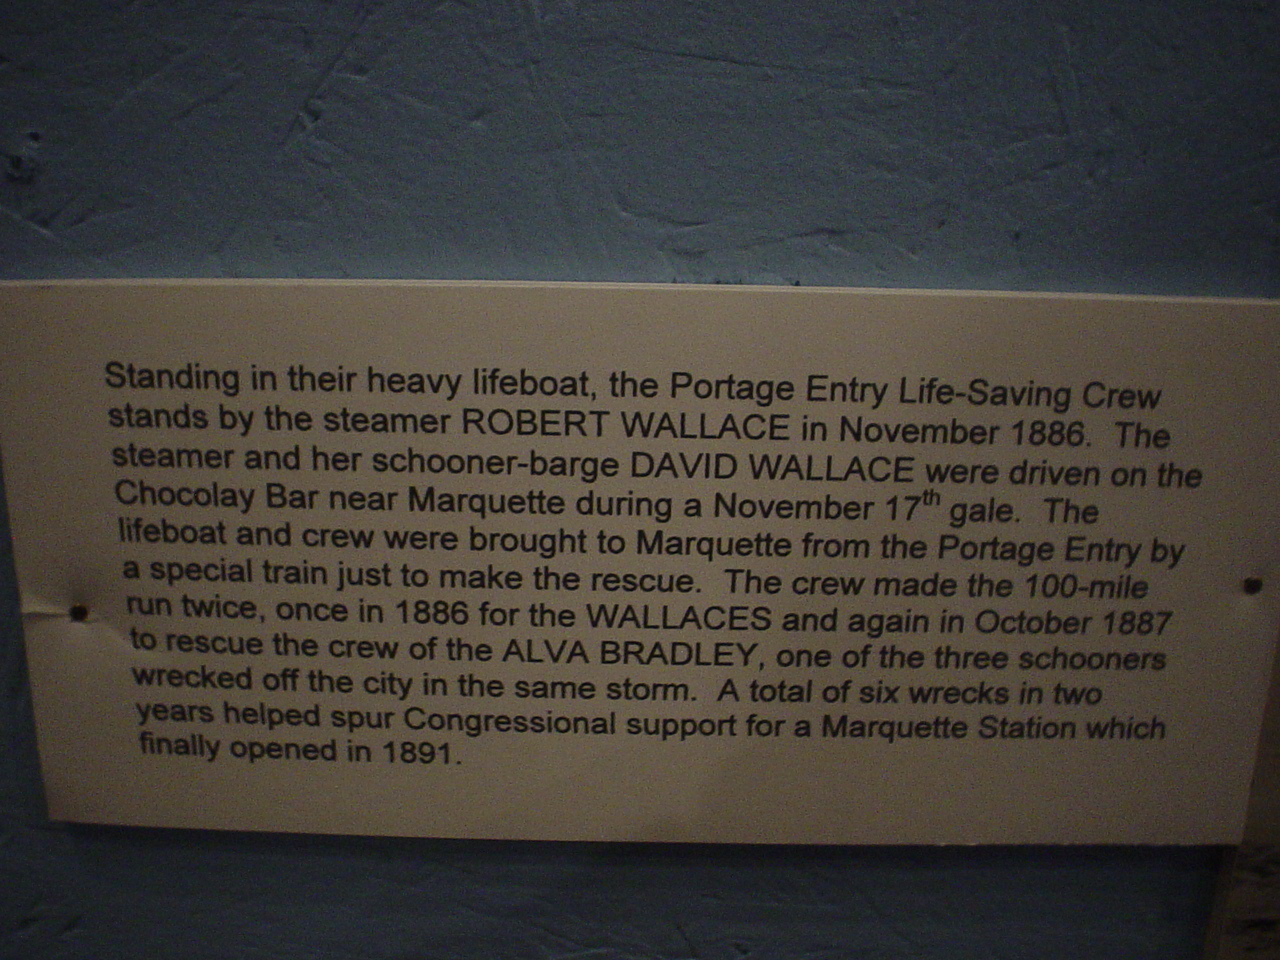 Standing in their heavy lifeboat, the Portage Entry Life-Saving Crew
stands by the steamer ROBERT WALLACE in November 1886. The
steamer and her schooner-barge DAVID WALLACE were driven on the
Chocolay Bar near Marquette during a November 17th gale. The
lifeboat and crew were brought to Marquette from the Portage Entry by
a special train just to make the rescue. The crew made the 100-mile
run twice, once in 1886 for the WALLACES and again in October 1887
to rescue the crew of the ALVA BRADLEY, one of the three schooners
wrecked off the city in the same storm. A total of six wrecks in two
years helped spur Congressional support for a Marquette Station which
finally opened in 1891.